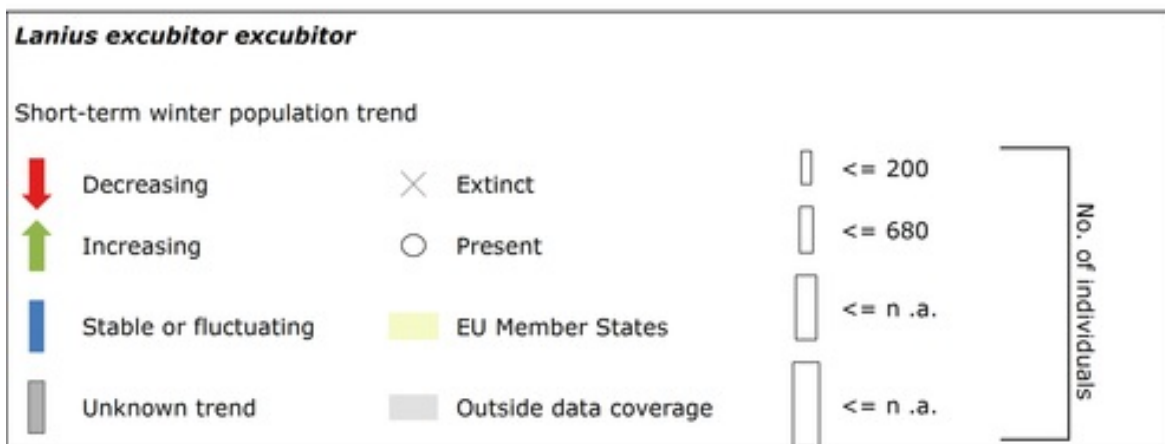 Lanius excubitor excubitor
Short-term winter population trend
Decreasing
Extinct
<= 200
Increasing
Present
<= 680
Stable or fluctuating
EU Member States
<= n .a.
Unknown trend
Outside data coverage
<= n .a.
No. of individuals